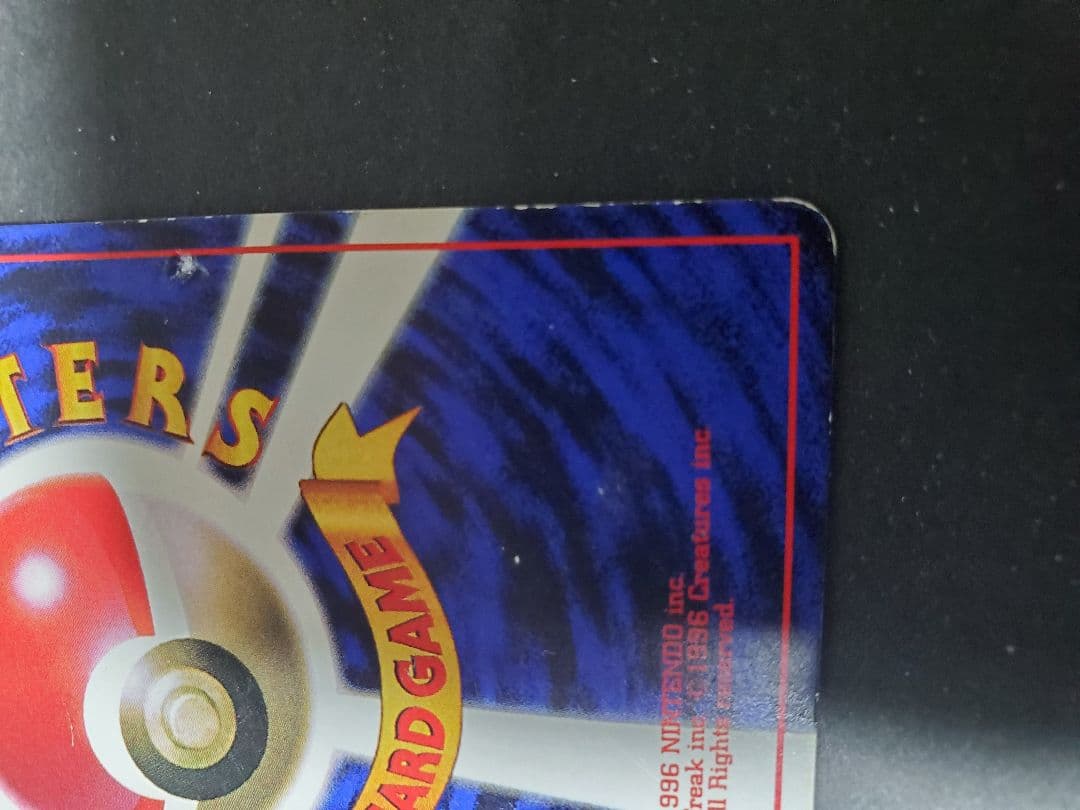 TERS
CARD GAME
996 NINTENDO inc.
reak inc. ©1996 Creatures inc
ll Rights reserved.